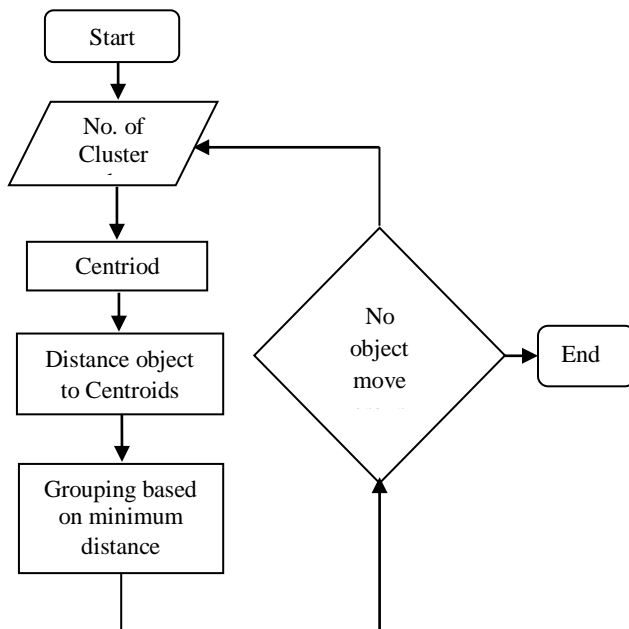 Start
No. of
Cluster
Centriod
Distance object
to Centroids
Grouping based
on minimum
distance
No
object
move
End